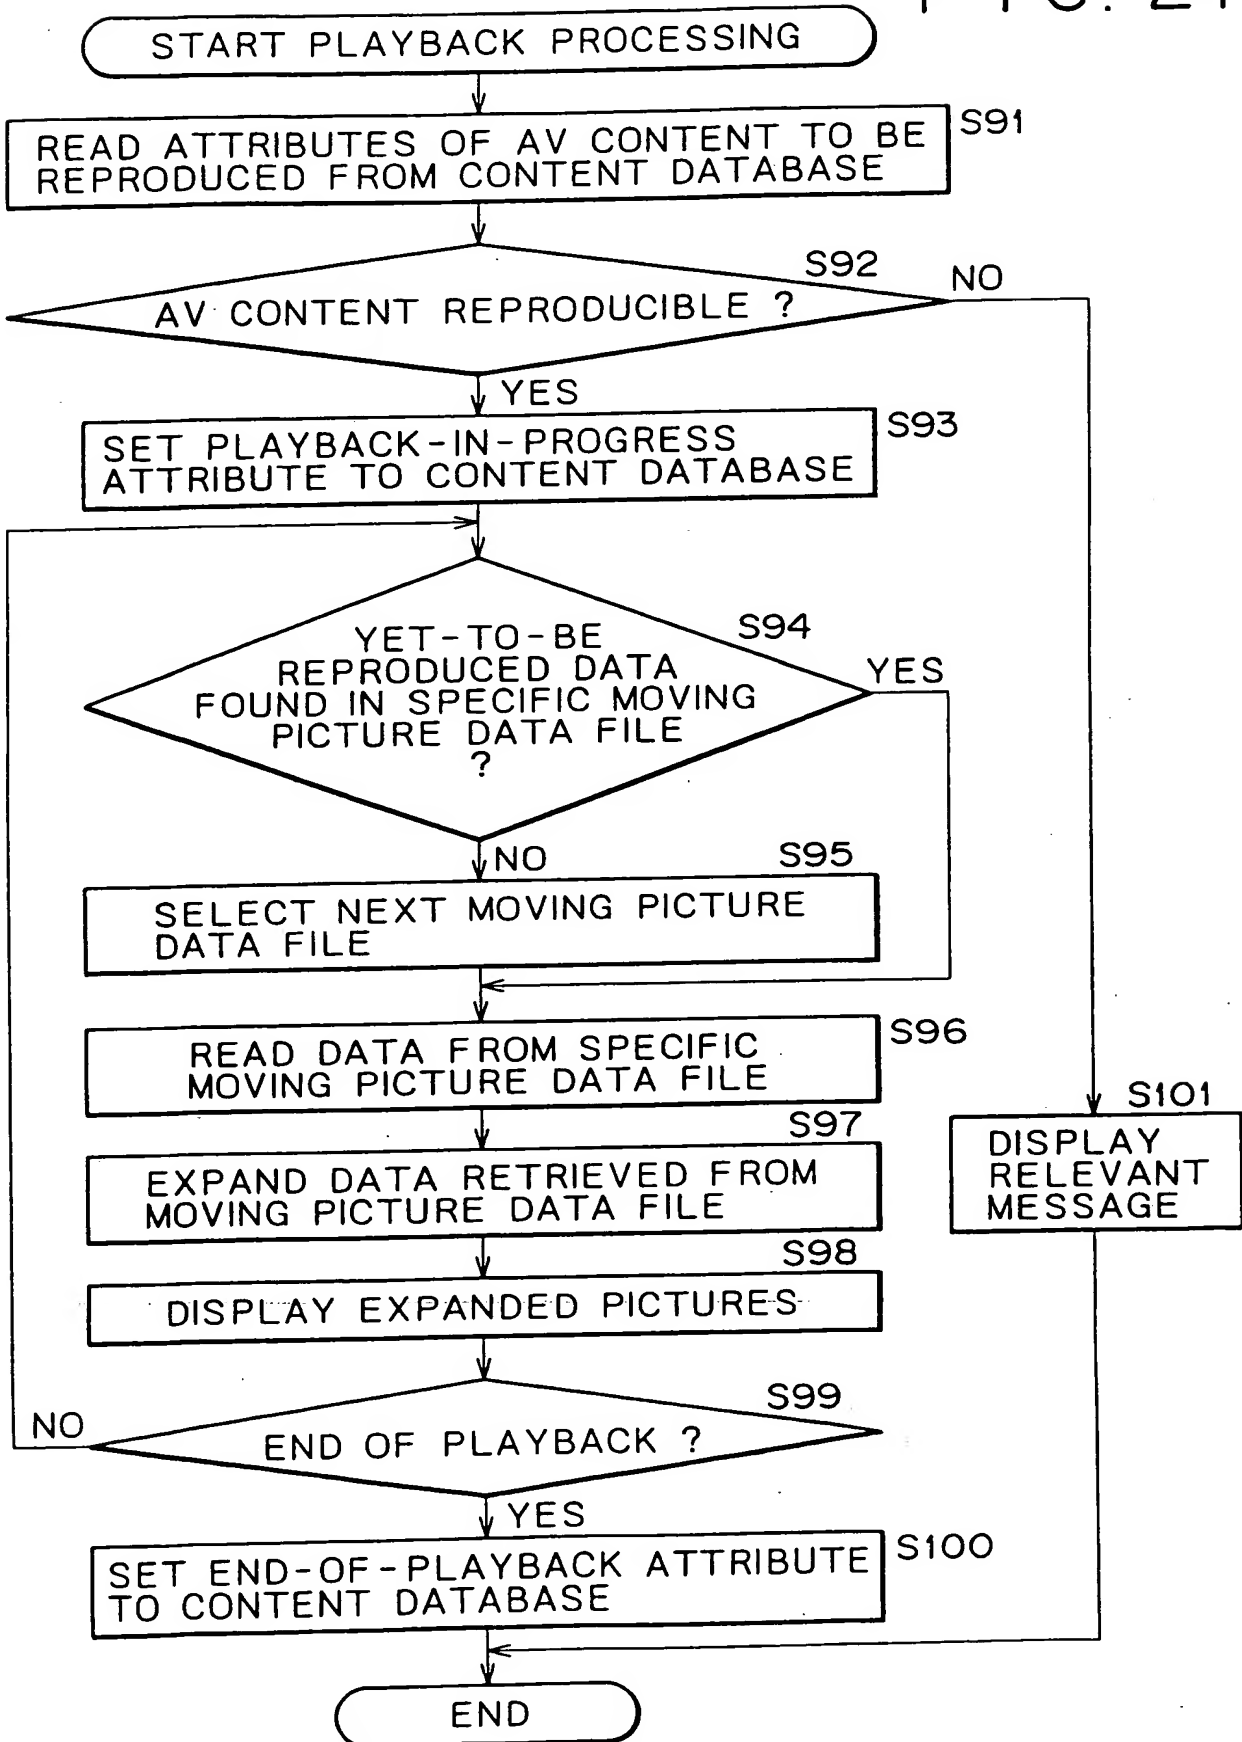 FIG. 21
START PLAYBACK PROCESSING
S91
READ ATTRIBUTES OF AV CONTENT TO BE
REPRODUCED FROM CONTENT DATABASE
S92
NO
AV CONTENT REPRODUCIBLE ?
YES
S93
SET PLAYBACK-IN-PROGRESS
ATTRIBUTE TO CONTENT DATABASE
S94
YET-TO-BE
REPRODUCED DATA
FOUND IN SPECIFIC MOVING
PICTURE DATA FILE
?
YES
NO
S95
SELECT NEXT MOVING PICTURE
DATA FILE
S96
READ DATA FROM SPECIFIC
MOVING PICTURE DATA FILE
S101
DISPLAY
RELEVANT
MESSAGE
S97
EXPAND DATA RETRIEVED FROM
MOVING PICTURE DATA FILE
S98
DISPLAY EXPANDED PICTURES
S99
NO
END OF PLAYBACK ?
YES
S100
SET END-OF-PLAYBACK ATTRIBUTE
TO CONTENT DATABASE
END